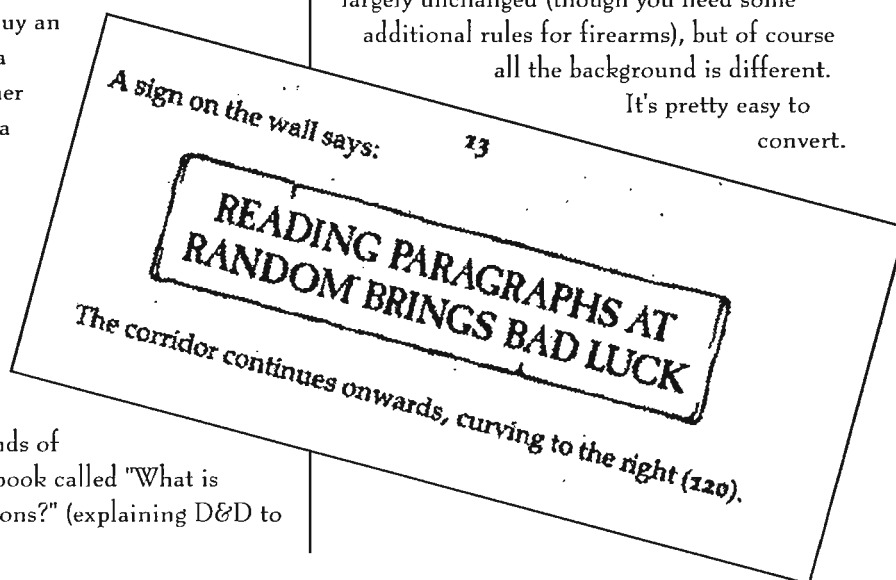 uy an
a
er
a
largely unchanged (though you need some
additional rules for firearms), but of course
all the background is different.
It's pretty easy to
convert.
13
A sign on the wall says:
READING PARAGRAPHS AT
RANDOM BRINGS BAD LUCK
The corridor continues onwards, curving to the right (120).
nds of
book called "What is
ons?" (explaining D&D to